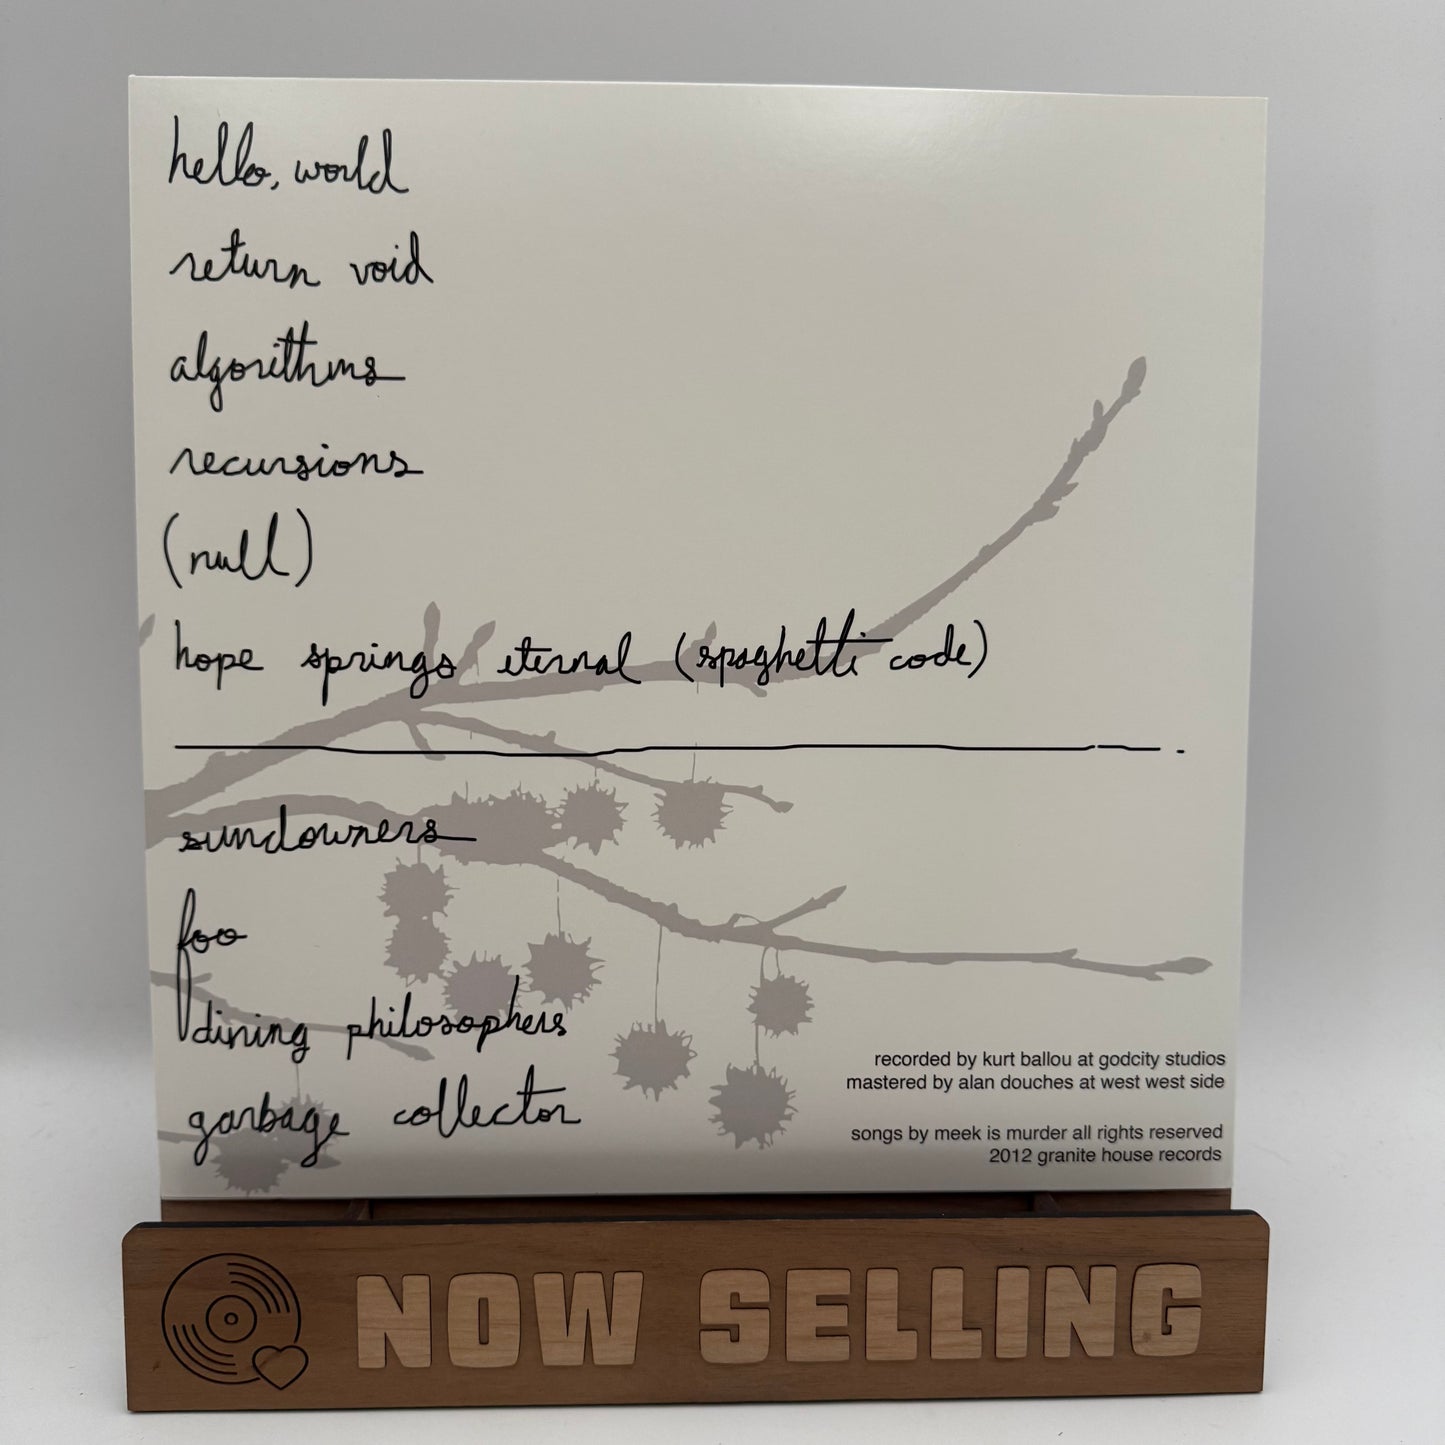 hello, world
return void
algorithms
recursions
(null)
hope springs eternal (spaghetti code)
sundowners
foo
dining philosophers
garbage collector
recorded by kurt ballou at godcity studios
mastered by alan douches at west west side
songs by meek is murder all rights reserved
2012 granite house records
NOW SELLING